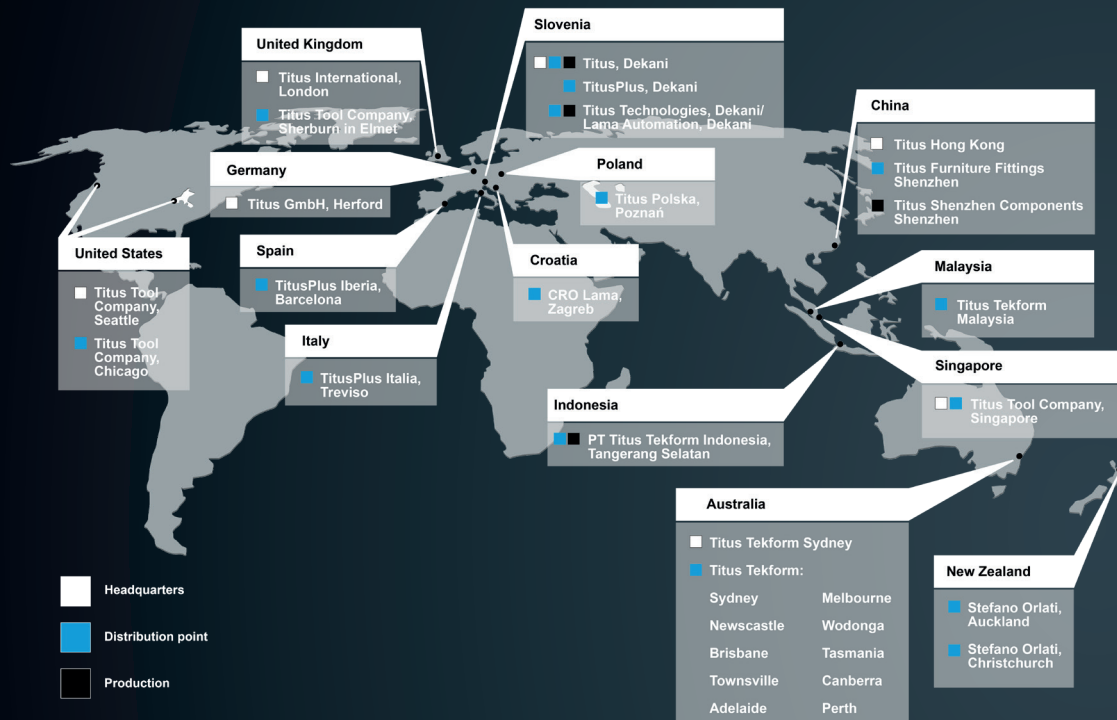 United Kingdom
Titus International,
London
Titus Tool Company,
Sherburn in Elmet
Slovenia
Titus, Dekani
TitusPlus, Dekani
Titus Technologies, Dekani/
Lama Automation, Dekani
China
Titus Hong Kong
Titus Furniture Fittings
Shenzhen
Titus Shenzhen Components
Shenzhen
Germany
Titus GmbH, Herford
Poland
Titus Polska,
Poznań
United States
Titus Tool
Company,
Seattle
Titus Tool
Company,
Chicago
Spain
TitusPlus Iberia,
Barcelona
Croatia
CRO Lama,
Zagreb
Malaysia
Titus Tekform
Malaysia
Italy
TitusPlus Italia,
Treviso
Singapore
Titus Tool Company,
Singapore
Indonesia
PT Titus Tekform Indonesia,
Tangerang Selatan
Australia
Titus Tekform Sydney
Titus Tekform:
Sydney Melbourne
Newscastle Wodonga
Brisbane Tasmania
Townsville Canberra
Adelaide Perth
New Zealand
Stefano Orlati,
Auckland
Stefano Orlati,
Christchurch
Headquarters
Distribution point
Production